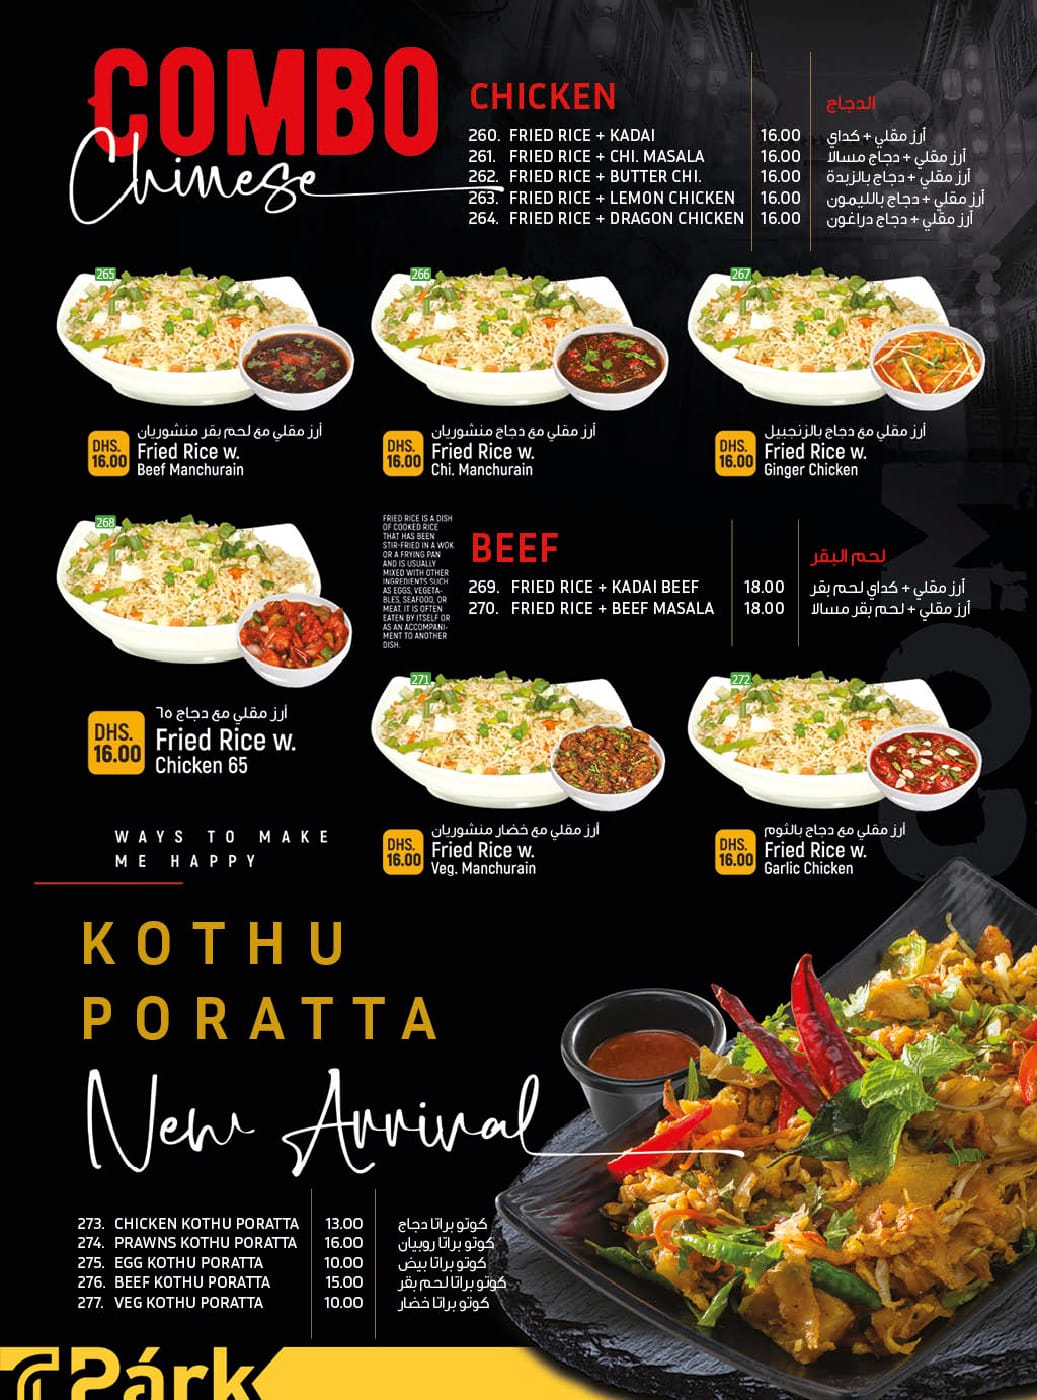 COMBO
Chinese
CHICKEN
الدجاج
260. FRIED RICE + KADAI 16.00 أرز مقلي + كداي
261. FRIED RICE + CHI. MASALA 16.00 أرز مقلي + دجاج مسالا
262. FRIED RICE + BUTTER CHI. 16.00 أرز مقلي + دجاج بالزبدة
263. FRIED RICE + LEMON CHICKEN 16.00 أرز مقلي + دجاج بالليمون
264. FRIED RICE + DRAGON CHICKEN 16.00 أرز مقلي + دجاج دراغون
265
DHS.
16.00
أرز مقلي مع لحم بقر منشوريان
Fried Rice w.
Beef Manchurain
266
DHS.
16.00
أرز مقلي مع دجاج منشوريان
Fried Rice w.
Chi. Manchurain
267
DHS.
16.00
أرز مقلي مع دجاج بالزنجبيل
Fried Rice w.
Ginger Chicken
268
DHS.
16.00
أرز مقلي مع دجاج ٦٥
Fried Rice w.
Chicken 65
FRIED RICE IS A DISH
OF COOKED RICE
THAT HAS BEEN
STIR-FRIED IN A WOK
OR A FRYING PAN
AND IS USUALLY
MIXED WITH OTHER
INGREDIENTS SUCH
AS EGGS, VEGETA-
BLES, SEAFOOD, OR
MEAT. IT IS OFTEN
EATEN BY ITSELF OR
AS AN ACCOMPANI-
MENT TO ANOTHER
DISH.
BEEF
لحم البقر
269. FRIED RICE + KADAI BEEF 18.00 أرز مقلي + كداي لحم بقر
270. FRIED RICE + BEEF MASALA 18.00 أرز مقلي + لحم بقر مسالا
271
DHS.
16.00
أرز مقلي مع خضار منشوريان
Fried Rice w.
Veg. Manchurain
272
DHS.
16.00
أرز مقلي مع دجاج بالثوم
Fried Rice w.
Garlic Chicken
WAYS TO MAKE
ME HAPPY
KOTHU
PORATTA
New Arrival
273. CHICKEN KOTHU PORATTA 13.00 كوتو براتا دجاج
274. PRAWNS KOTHU PORATTA 16.00 كوتو براتا روبيان
275. EGG KOTHU PORATTA 10.00 كوتو براتا بيض
276. BEEF KOTHU PORATTA 15.00 كوتو براتا لحم بقر
277. VEG KOTHU PORATTA 10.00 كوتو براتا خضار
Párk